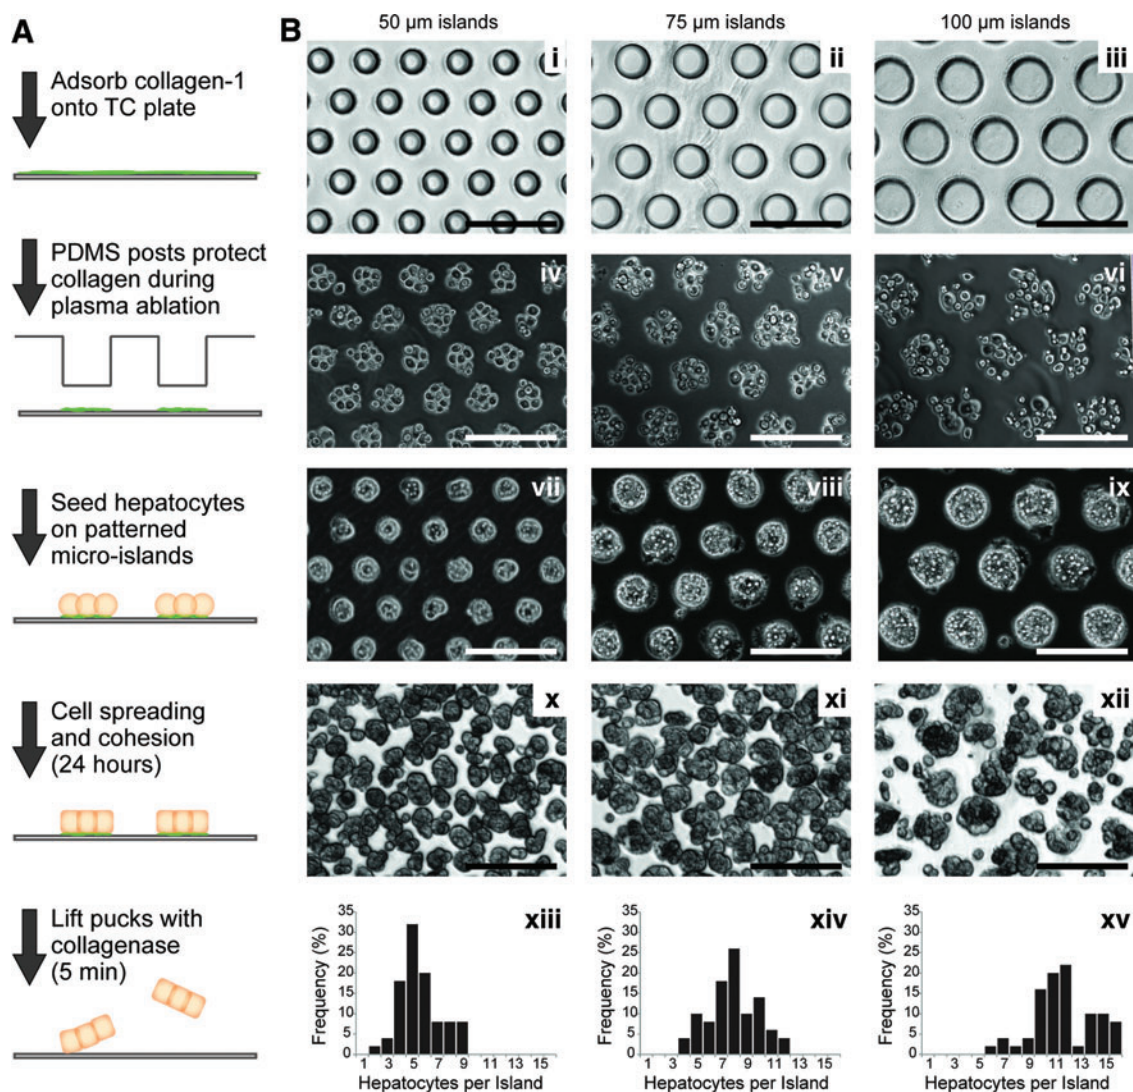 A
Adsorb collagen-1
onto TC plate
PDMS posts protect
collagen during
plasma ablation
Seed hepatocytes
on patterned
micro-islands
Cell spreading
and cohesion
(24 hours)
Lift pucks with
collagenase
(5 min)
B
50 µm islands
75 µm islands
100 µm islands
i
ii
iii
iv
v
vi
vii
viii
ix
x
xi
xii
xiii
Frequency (%)
35
30
25
20
15
10
5
0
1 3 5 7 9 11 13 15
Hepatocytes per Island
xiv
Frequency (%)
35
30
25
20
15
10
5
0
1 3 5 7 9 11 13 15
Hepatocytes per Island
xv
Frequency (%)
35
30
25
20
15
10
5
0
1 3 5 7 9 11 13 15
Hepatocytes per Island